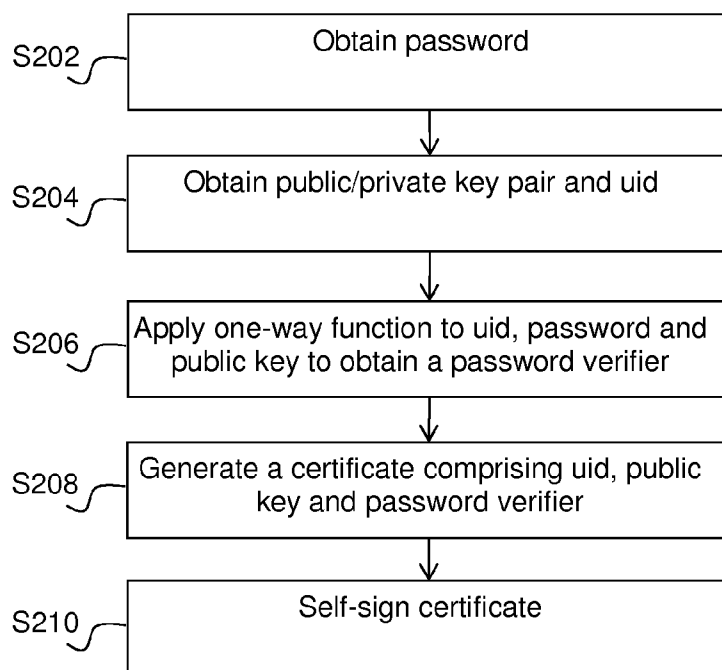 S202
Obtain password
S204
Obtain public/private key pair and uid
S206
Apply one-way function to uid, password and
public key to obtain a password verifier
S208
Generate a certificate comprising uid, public
key and password verifier
S210
Self-sign certificate